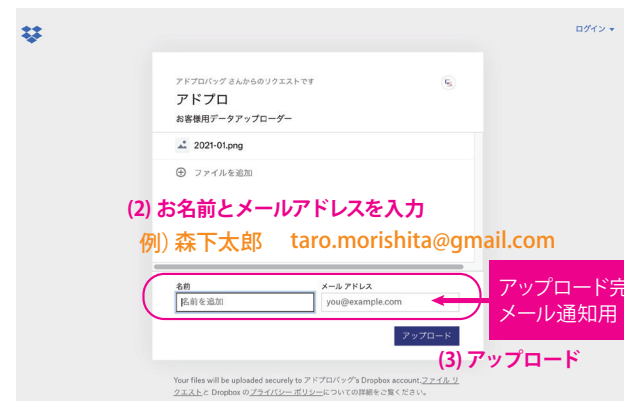 ログイン
アドプロバッグ さんからのリクエストです
アドプロ
お客様用データアップローダー
2021-01.png
ファイルを追加
(2) お名前とメールアドレスを入力
例) 森下太郎 taro.morishita@gmail.com
名前
メール アドレス
名前を追加
you@example.com
アップロード完
メール通知用
アップロード
(3) アップロード
Your files will be uploaded securely to アドプロバッグ's Dropbox account.ファイル リ
クエストと Dropbox のプライバシー ポリシーについての詳細をご覧ください。